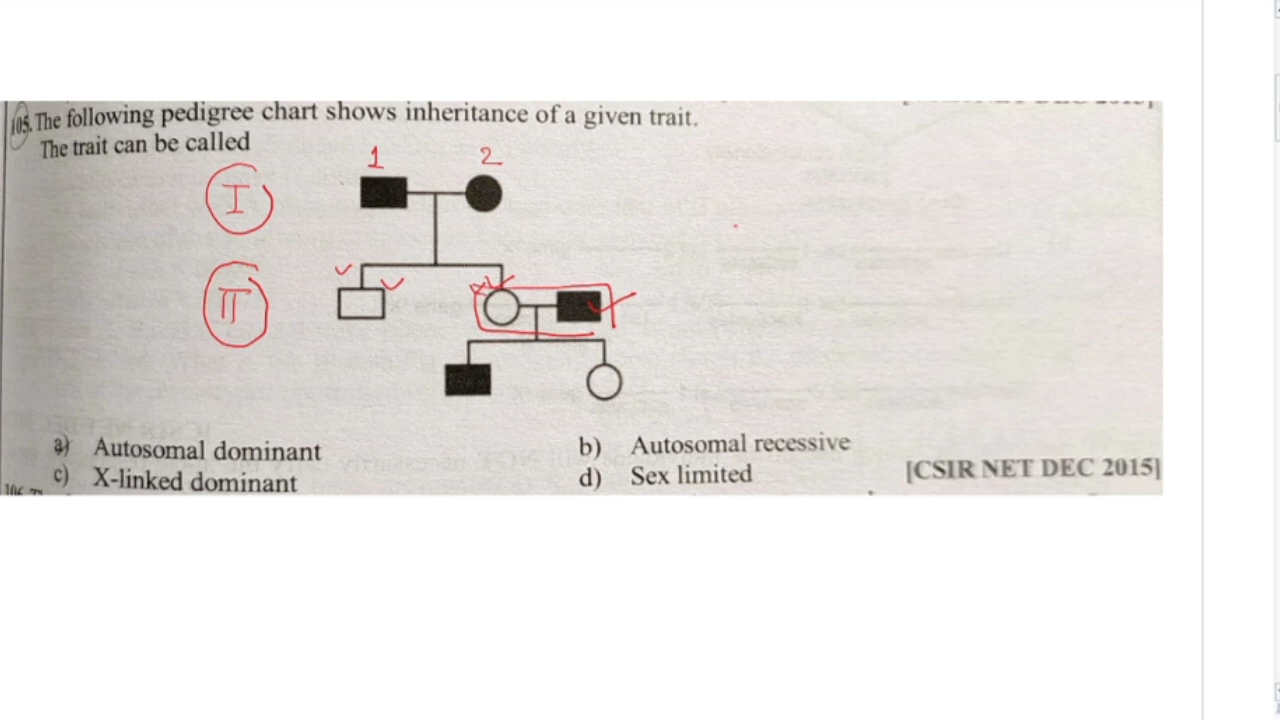 105. The following pedigree chart shows inheritance of a given trait.
The trait can be called
1 2
I
II
a) Autosomal dominant b) Autosomal recessive
c) X-linked dominant d) Sex limited
[CSIR NET DEC 2015]